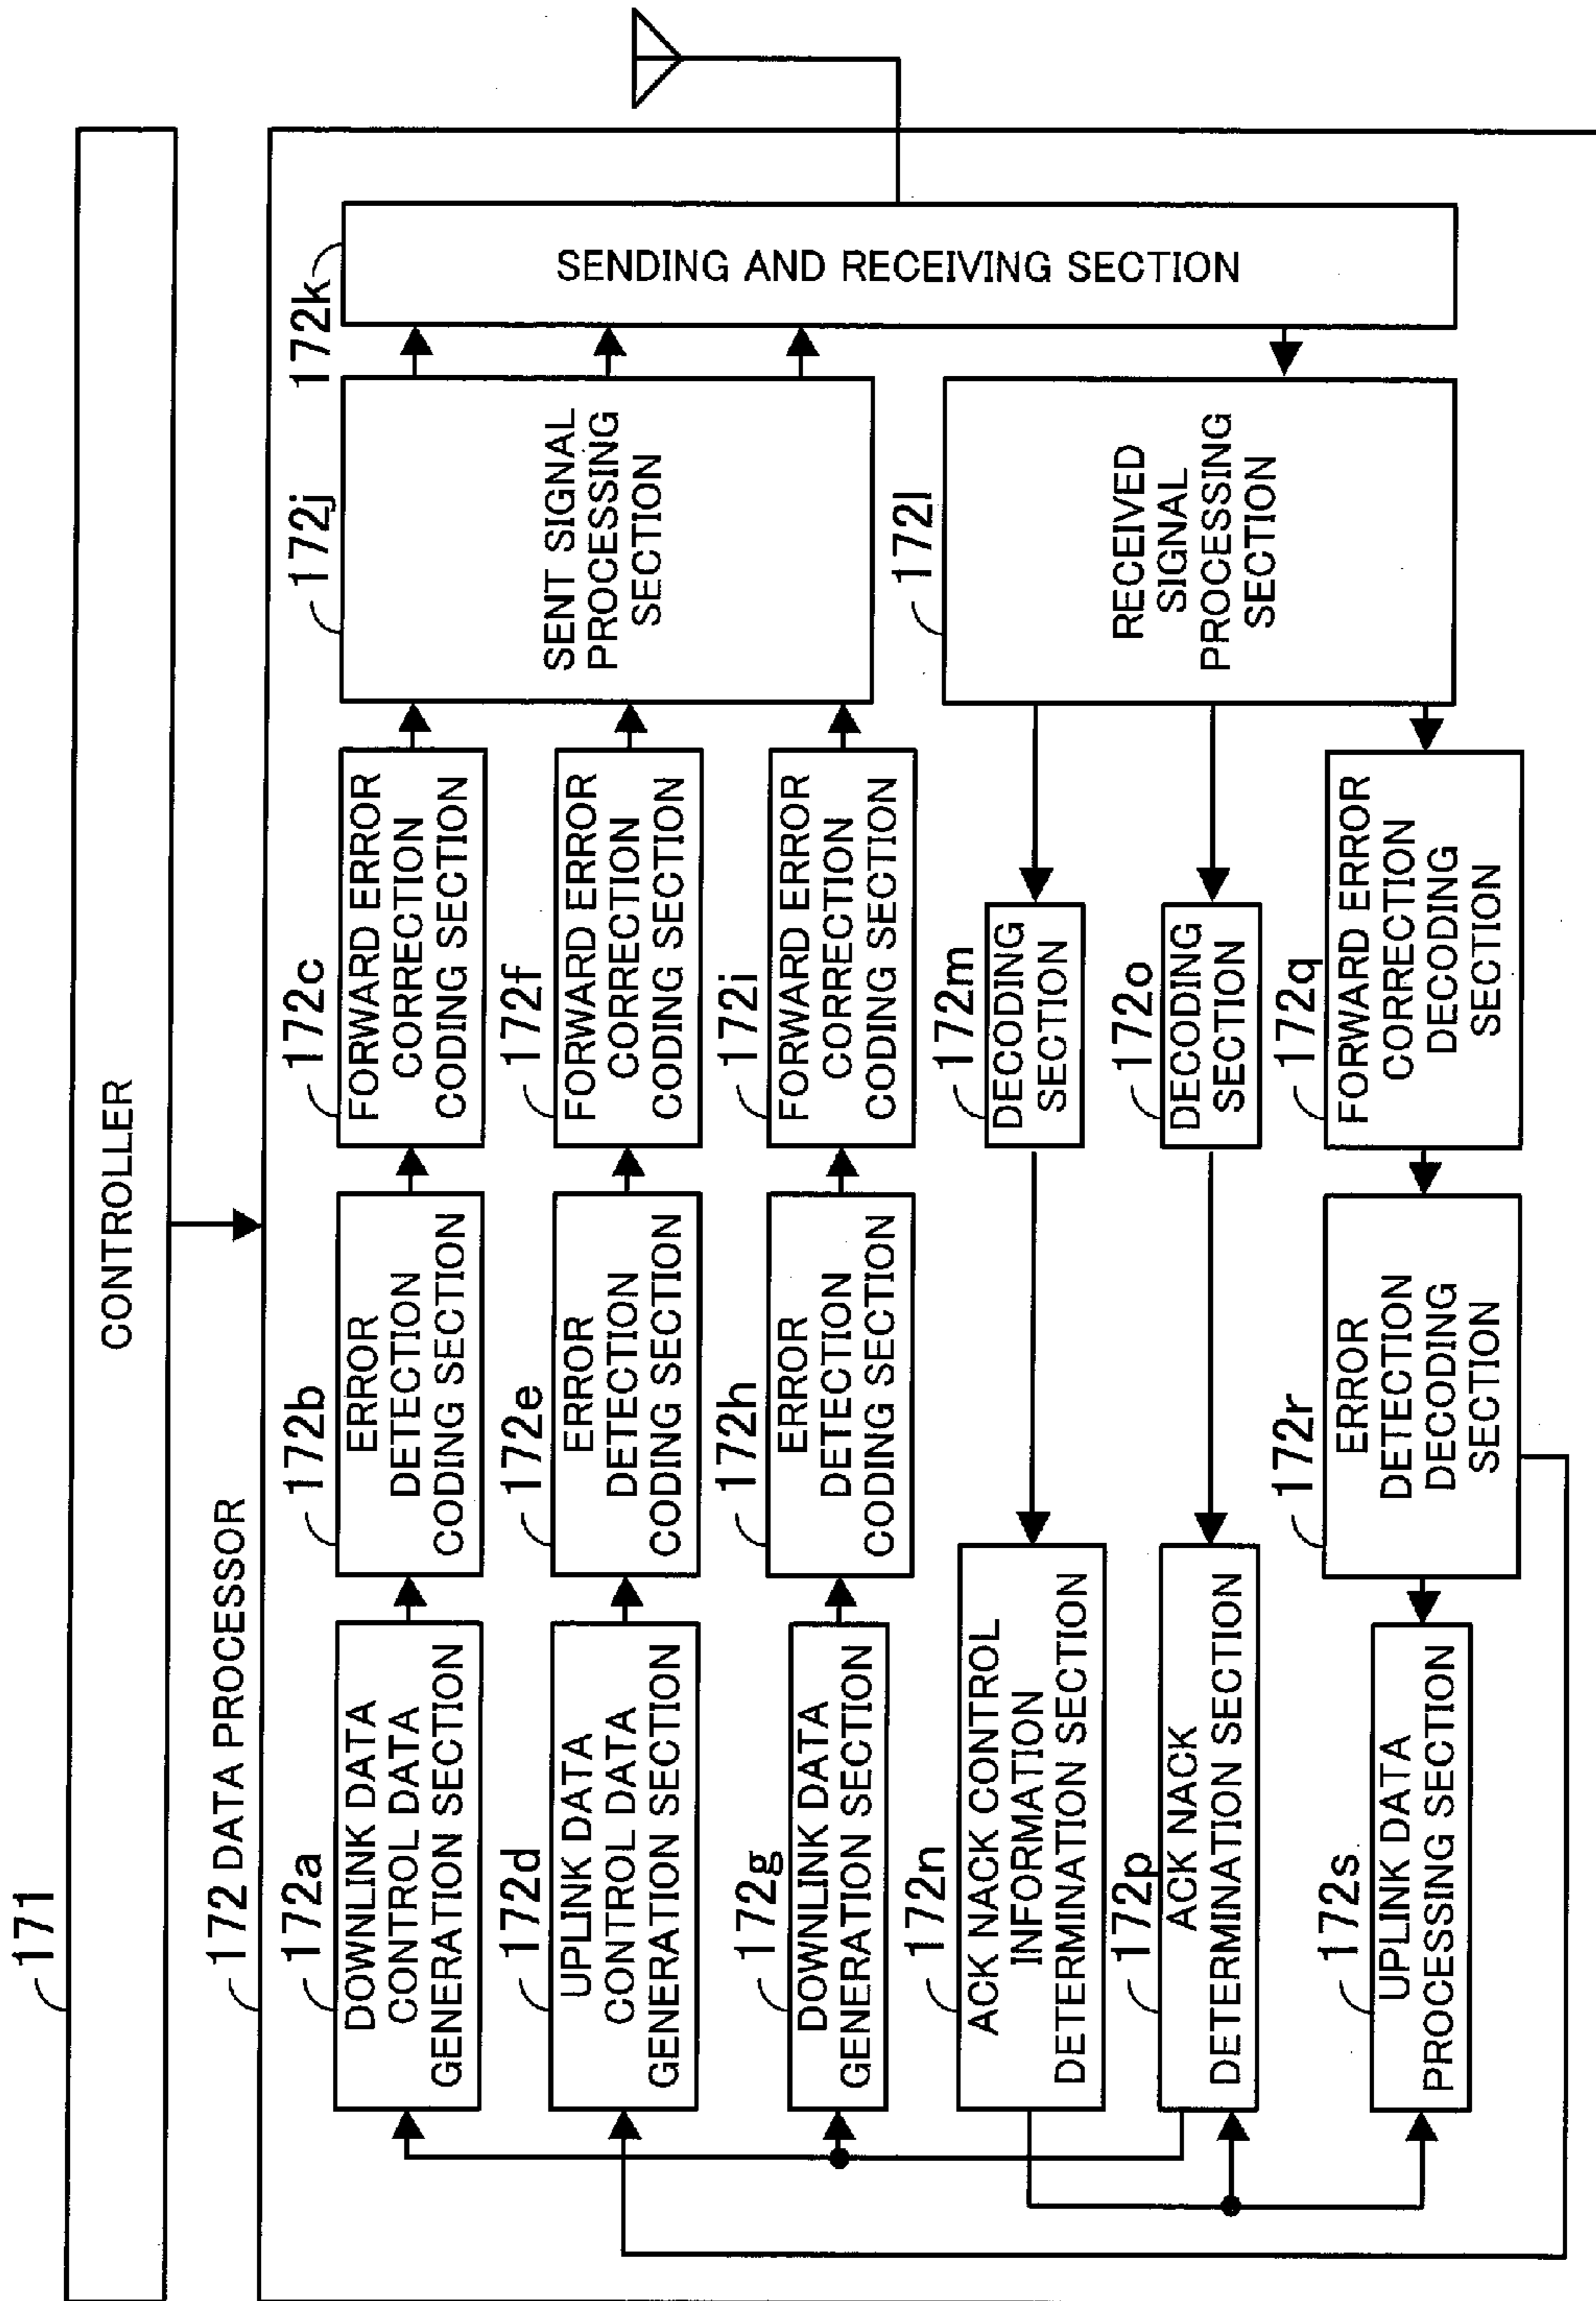 171
CONTROLLER
172 DATA PROCESSOR
172a
DOWNLINK DATA
CONTROL DATA
GENERATION SECTION
172b
ERROR
DETECTION
CODING SECTION
172c
FORWARD ERROR
CORRECTION
CODING SECTION
172j
SENT SIGNAL
PROCESSING
SECTION
172k
SENDING AND RECEIVING SECTION
172d
UPLINK DATA
CONTROL DATA
GENERATION SECTION
172e
ERROR
DETECTION
CODING SECTION
172f
FORWARD ERROR
CORRECTION
CODING SECTION
172g
DOWNLINK DATA
GENERATION SECTION
172h
ERROR
DETECTION
CODING SECTION
172i
FORWARD ERROR
CORRECTION
CODING SECTION
172n
ACK NACK CONTROL
INFORMATION
DETERMINATION SECTION
172m
DECODING
SECTION
172l
RECEIVED
SIGNAL
PROCESSING
SECTION
172p
ACK NACK
DETERMINATION SECTION
172o
DECODING
SECTION
172s
UPLINK DATA
PROCESSING SECTION
172r
ERROR
DETECTION
DECODING
SECTION
172q
FORWARD ERROR
CORRECTION
DECODING
SECTION